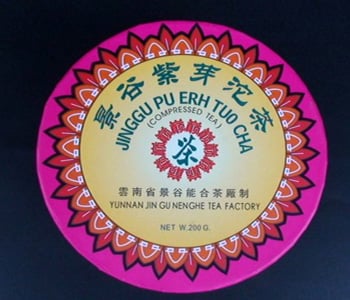 景谷紫芽沱茶
JINGGU PU ERH TUO CHA
(COMPRESSED TEA)
茶
雲南省景谷能合茶厰制
YUNNAN JIN GU NENGHE TEA FACTORY
NET W.200 G.